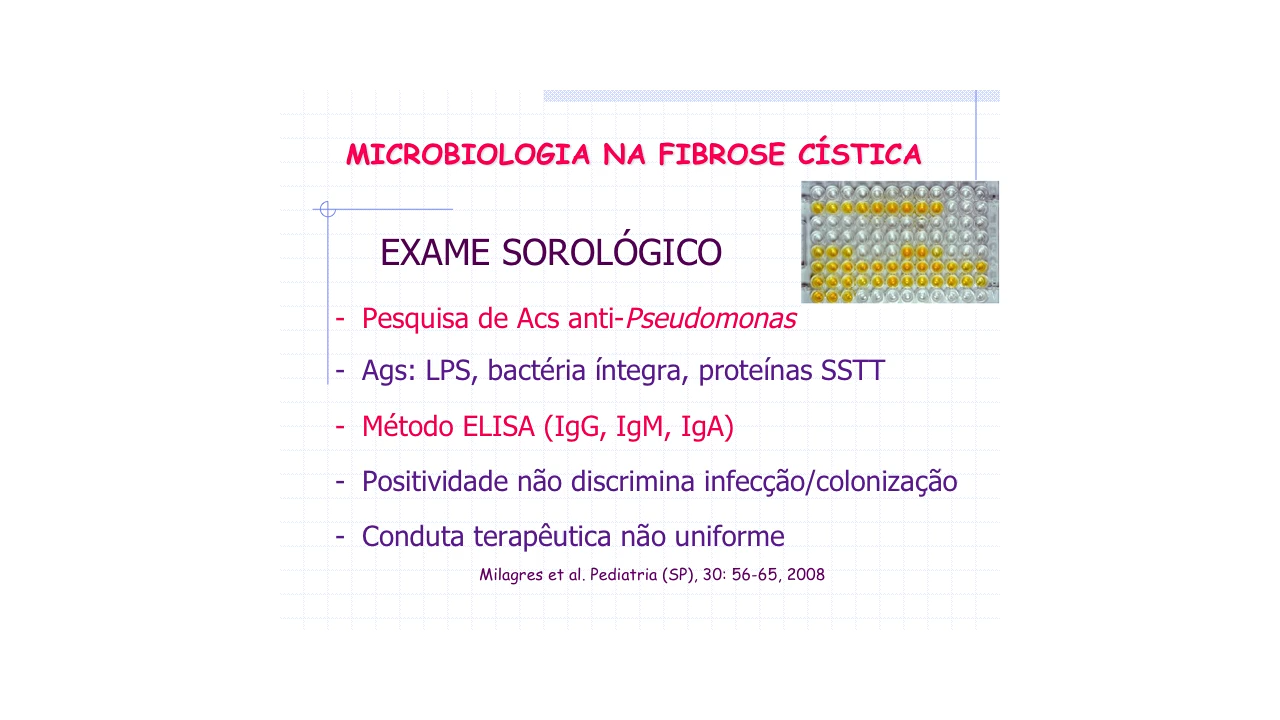 MICROBIOLOGIA NA FIBROSE CÍSTICA
EXAME SOROLÓGICO
- Pesquisa de Acs anti-Pseudomonas
- Ags: LPS, bactéria íntegra, proteínas SSTT
- Método ELISA (IgG, IgM, IgA)
- Positividade não discrimina infecção/colonização
- Conduta terapêutica não uniforme
Milagres et al. Pediatria (SP), 30: 56-65, 2008